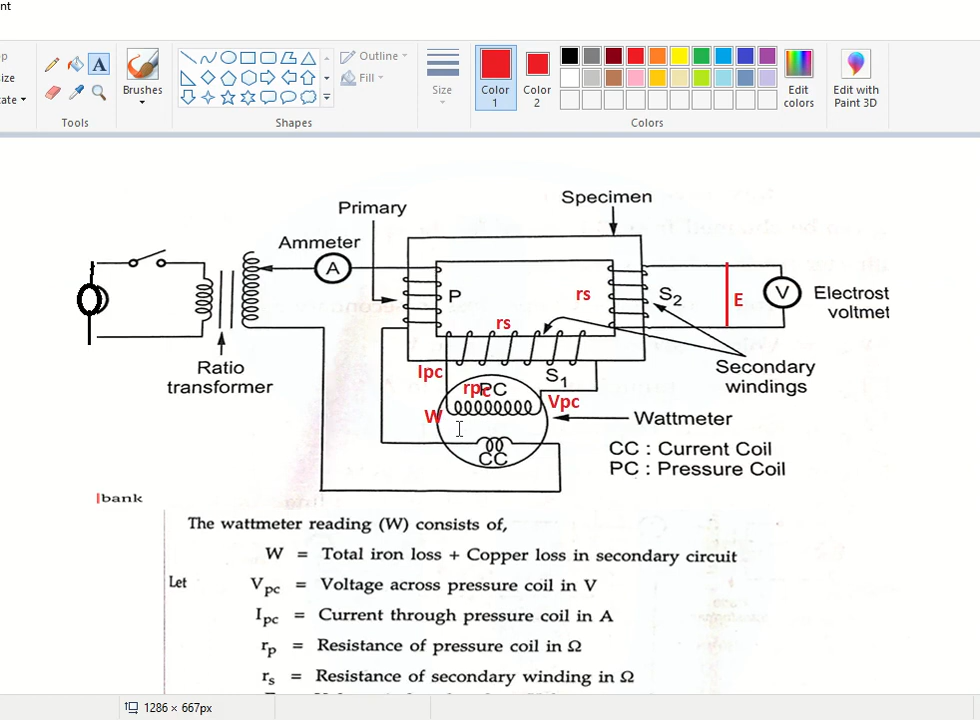 nt
p
ize
tate
Tools
Brushes
Outline
Fill
Shapes
Size
Color
1
Color
2
Edit
colors
Colors
Edit with
Paint 3D
Specimen
Primary
Ammeter
A
P
rs
S2
E
V
Electrost
voltmet
rs
Ratio
transformer
Ipc
S1
Secondary
windings
rpc
PC
Vpc
W
Wattmeter
CC
CC : Current Coil
PC : Pressure Coil
bank
The wattmeter reading (W) consists of,
W = Total iron loss + Copper loss in secondary circuit
Let Vpc = Voltage across pressure coil in V
Ipc = Current through pressure coil in A
rp = Resistance of pressure coil in Ω
rs = Resistance of secondary winding in Ω
1286 × 667px